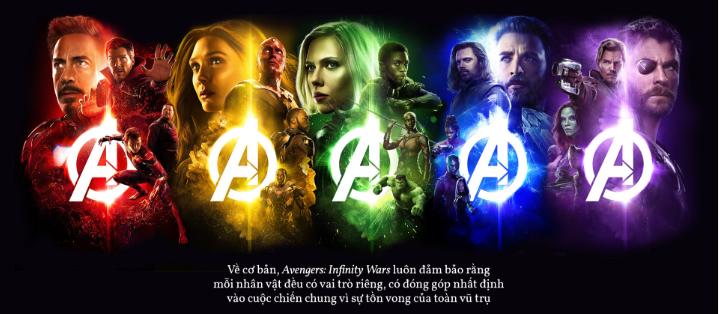 Về cơ bản, Avengers: Infinity Wars luôn đảm bảo rằng
mỗi nhân vật đều có vai trò riêng, có đóng góp nhất định
vào cuộc chiến chung vì sự tồn vong của toàn vũ trụ